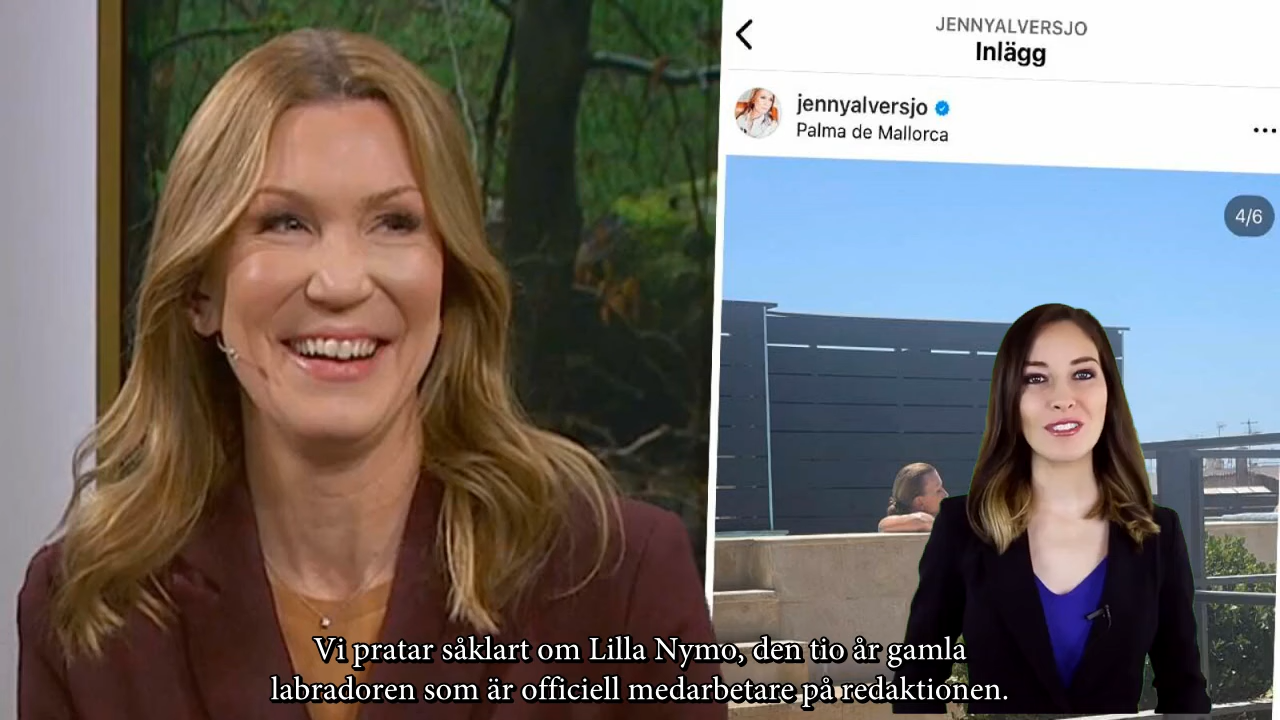 JENNYALVERSJO
Inlägg
jennyalversjo
Palma de Mallorca
4/6
Vi pratar såklart om Lilla Nymo, den tio år gamla
labradoren som är officiell medarbetare på redaktionen.